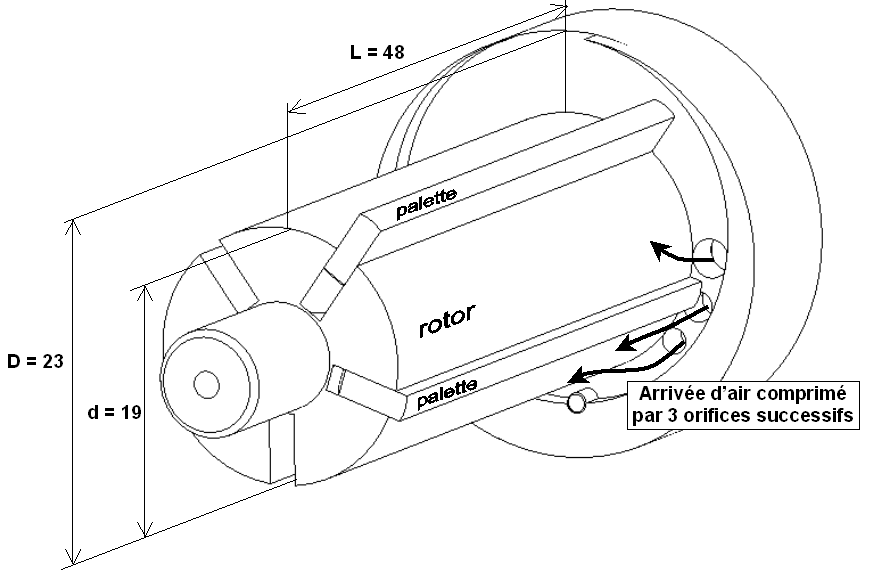 L = 48
palette
rotor
D = 23
d = 19
palette
Arrivée d'air comprimé
par 3 orifices successifs